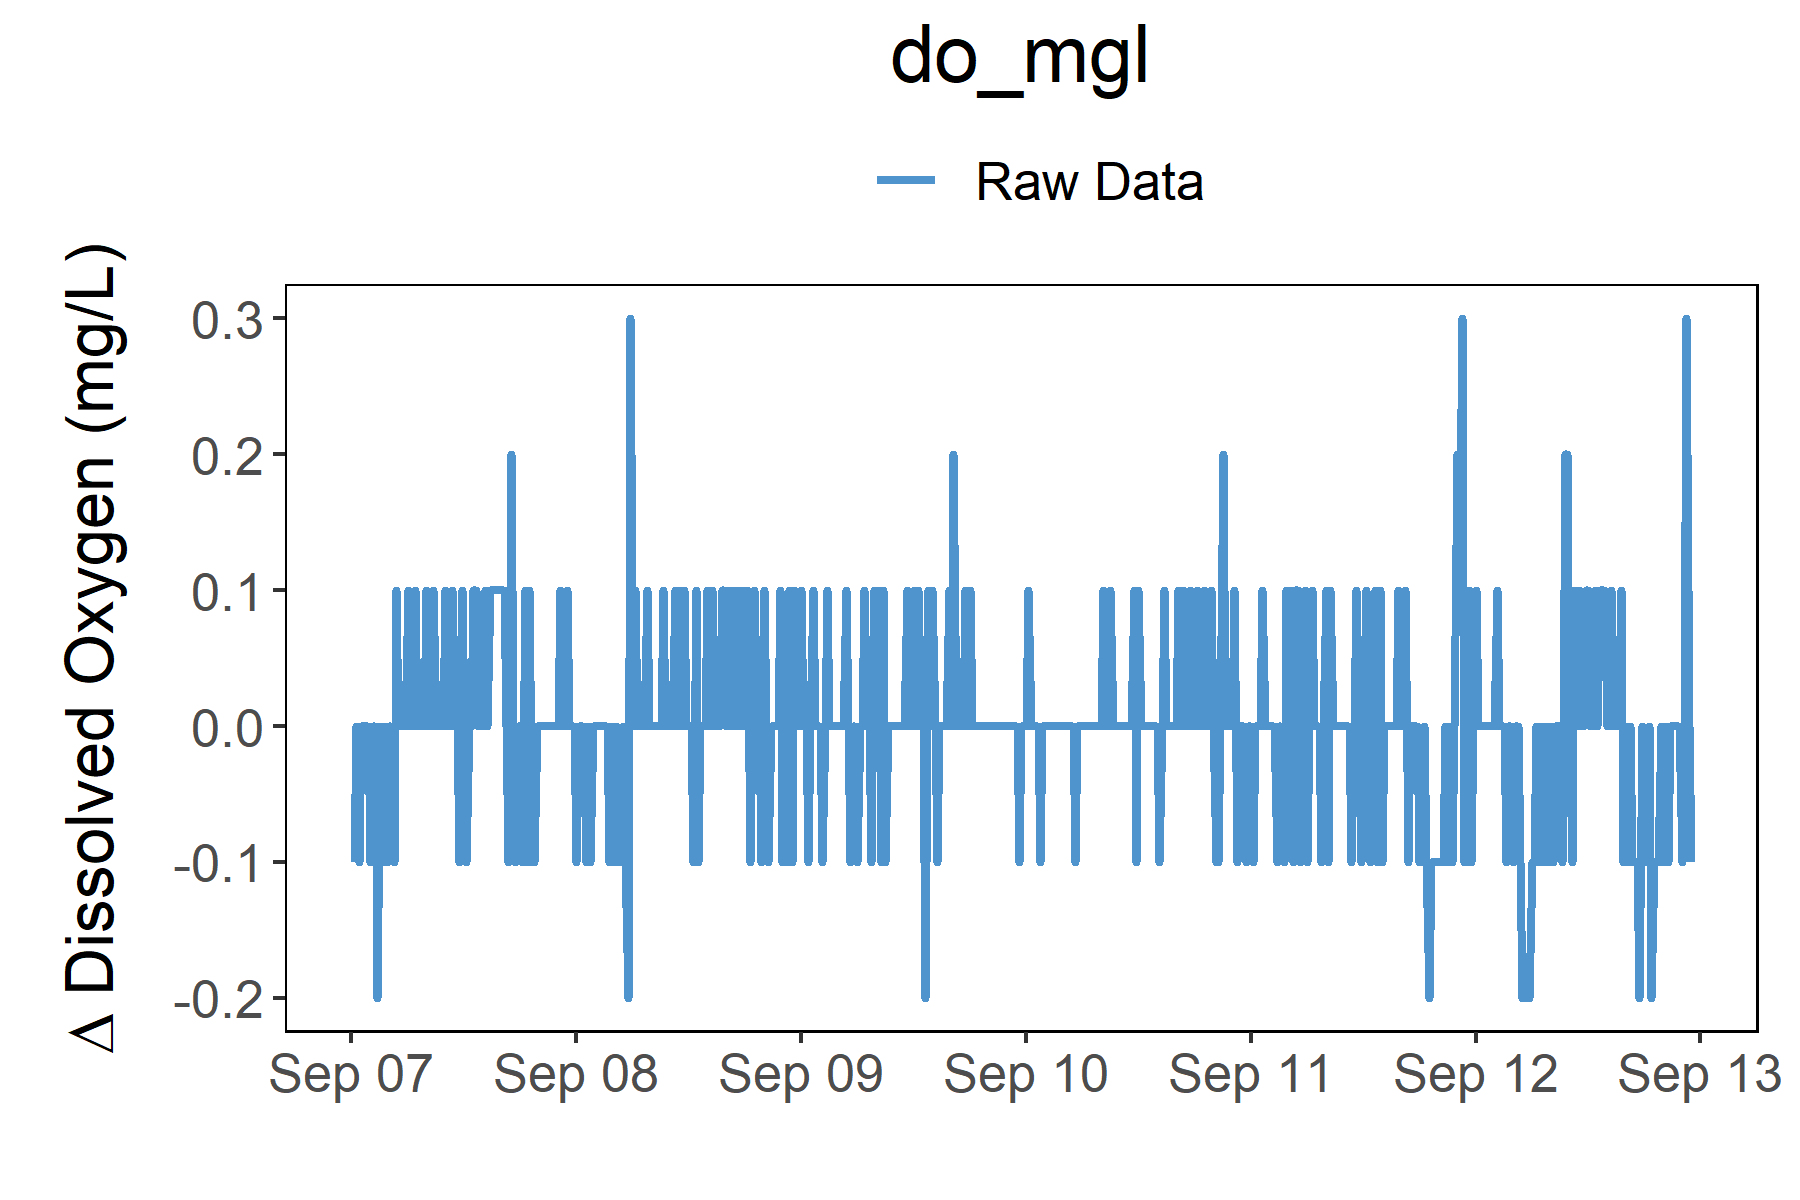 do_mgl
Raw Data
Δ Dissolved Oxygen (mg/L)
0.3
0.2
0.1
0.0
-0.1
-0.2
Sep 07 Sep 08 Sep 09 Sep 10 Sep 11 Sep 12 Sep 13